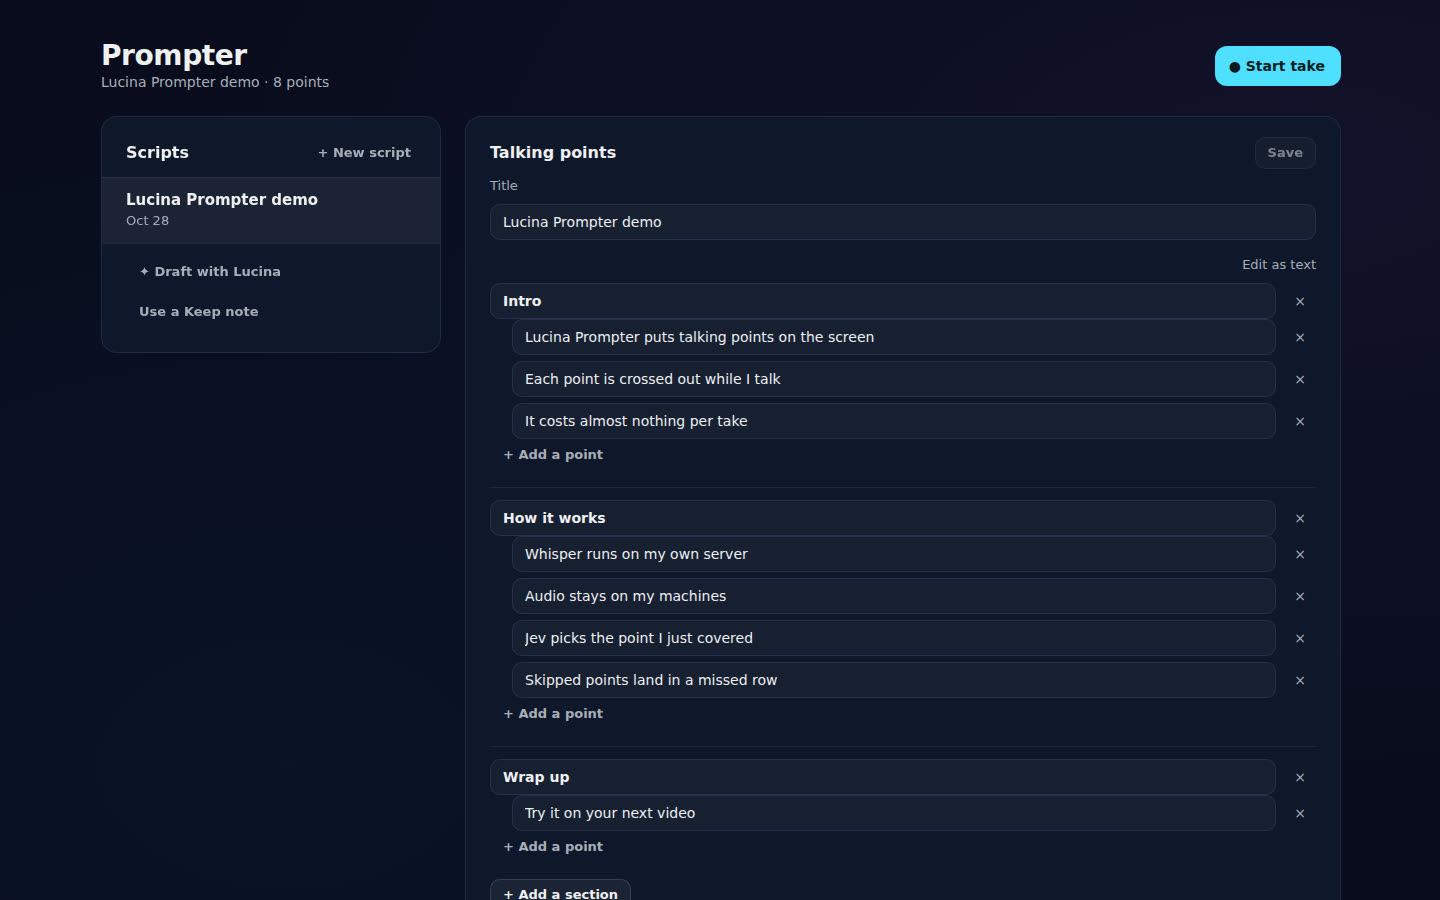 Prompter
Lucina Prompter demo · 8 points
● Start take
Scripts
+ New script
Lucina Prompter demo
Oct 28
✦ Draft with Lucina
Use a Keep note
Talking points
Save
Title
Lucina Prompter demo
Edit as text
Intro ×
Lucina Prompter puts talking points on the screen ×
Each point is crossed out while I talk ×
It costs almost nothing per take ×
+ Add a point
How it works ×
Whisper runs on my own server ×
Audio stays on my machines ×
Jev picks the point I just covered ×
Skipped points land in a missed row ×
+ Add a point
Wrap up ×
Try it on your next video ×
+ Add a point
+ Add a section